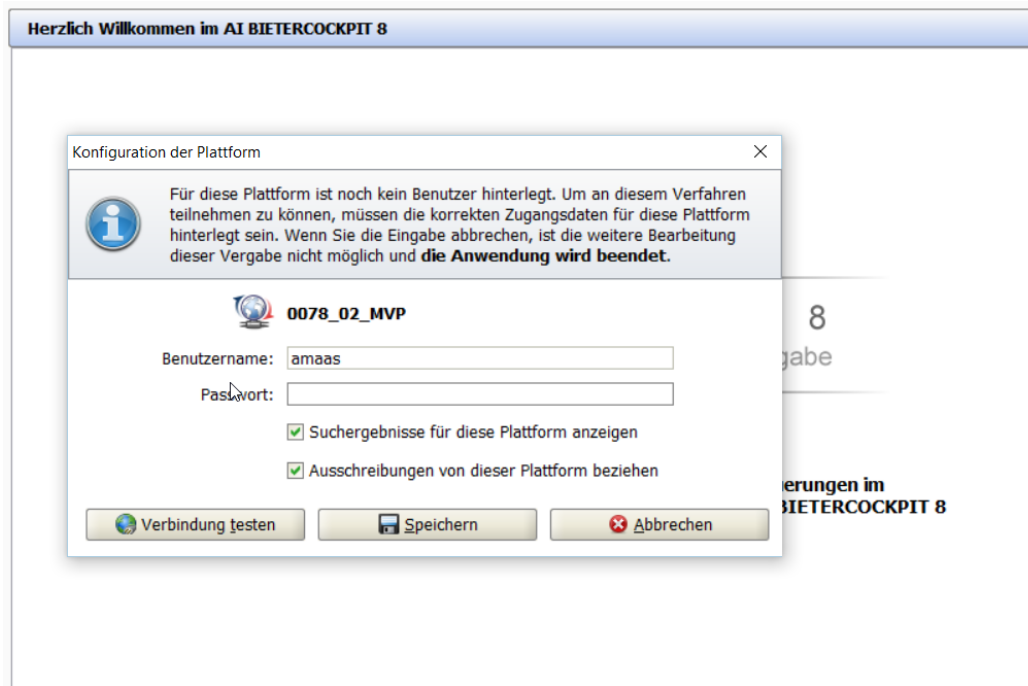 Herzlich Willkommen im AI BIETERCOCKPIT 8
Konfiguration der Plattform
Für diese Plattform ist noch kein Benutzer hinterlegt. Um an diesem Verfahren
teilnehmen zu können, müssen die korrekten Zugangsdaten für diese Plattform
hinterlegt sein. Wenn Sie die Eingabe abbrechen, ist die weitere Bearbeitung
dieser Vergabe nicht möglich und die Anwendung wird beendet.
0078_02_MVP
Benutzername: amaas
Passwort:
Suchergebnisse für diese Plattform anzeigen
Ausschreibungen von dieser Plattform beziehen
Verbindung testen Speichern Abbrechen
8
gabe
erungen im
BIETERCOCKPIT 8